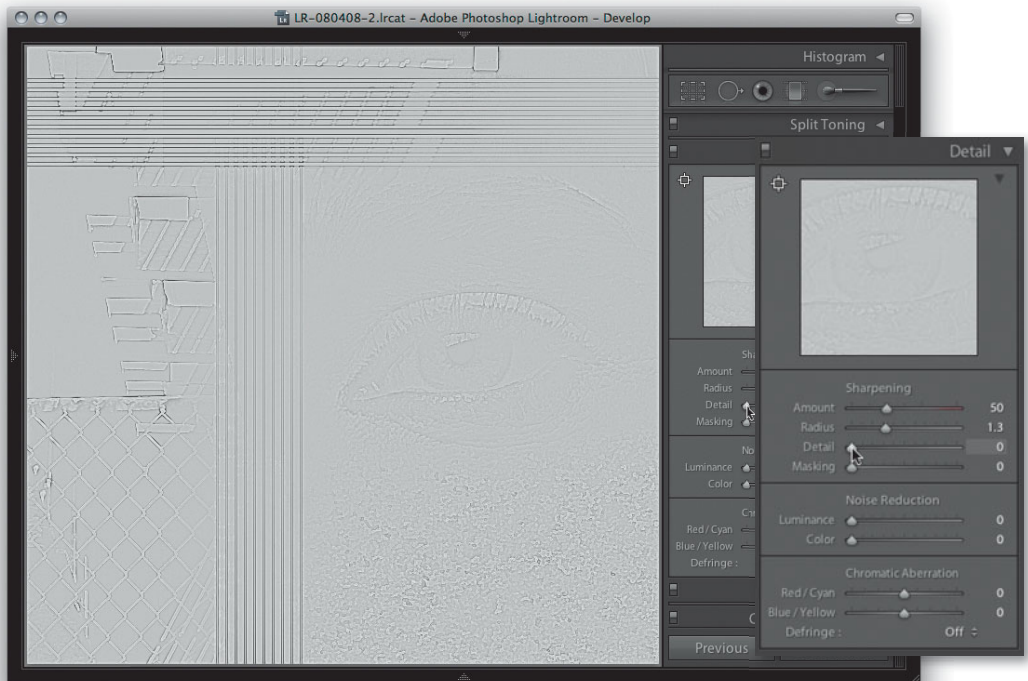 LR-080408-2.lrcat – Adobe Photoshop Lightroom – Develop
Histogram
Split Toning
Detail
Sha
Amount
Radius
Detail
Masking
No
Luminance
Color
Red / Cyan
Blue / Yellow
Defringe :
Previous
Sharpening
Amount 50
Radius 1.3
Detail 0
Masking 0
Noise Reduction
Luminance 0
Color 0
Chromatic Aberration
Red / Cyan 0
Blue / Yellow 0
Defringe : Off